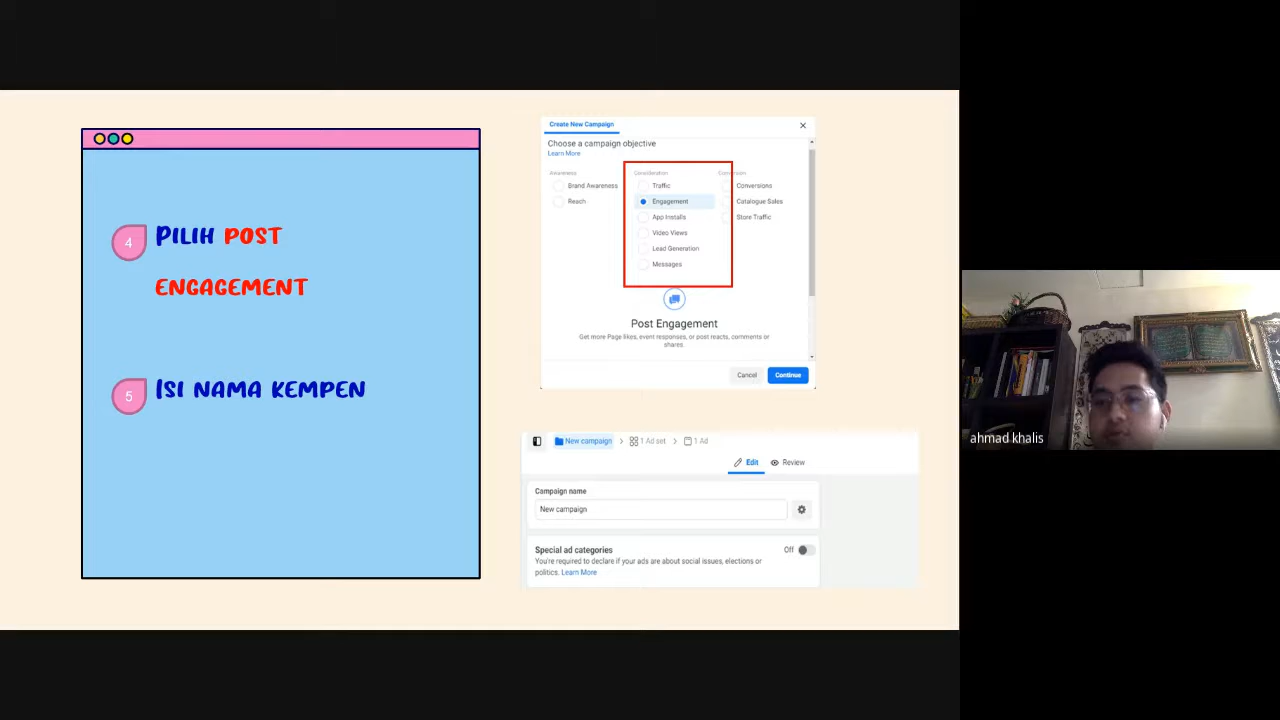 4 PILIH POST
ENGAGEMENT
5 ISI NAMA KEMPEN
Create New Campaign
Choose a campaign objective
Learn More
Awareness
Brand Awareness
Reach
Consideration
Traffic
Engagement
App Installs
Video Views
Lead Generation
Messages
Conversions
Catalogue Sales
Store Traffic
Post Engagement
Get more Page likes, event responses, or post reacts, comments or
shares.
Cancel Continue
New campaign > 1 Ad set > 1 Ad
Edit Review
Campaign name
New campaign
Special ad categories Off
You're required to declare if your ads are about social issues, elections or
politics. Learn More
ahmad khalis